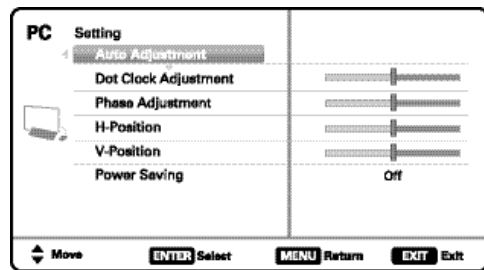 PC Setting
Auto Adjustment
Dot Clock Adjustment
Phase Adjustment
H-Position
V-Position
Power Saving Off
Move ENTER Select MENU Return EXIT Exit